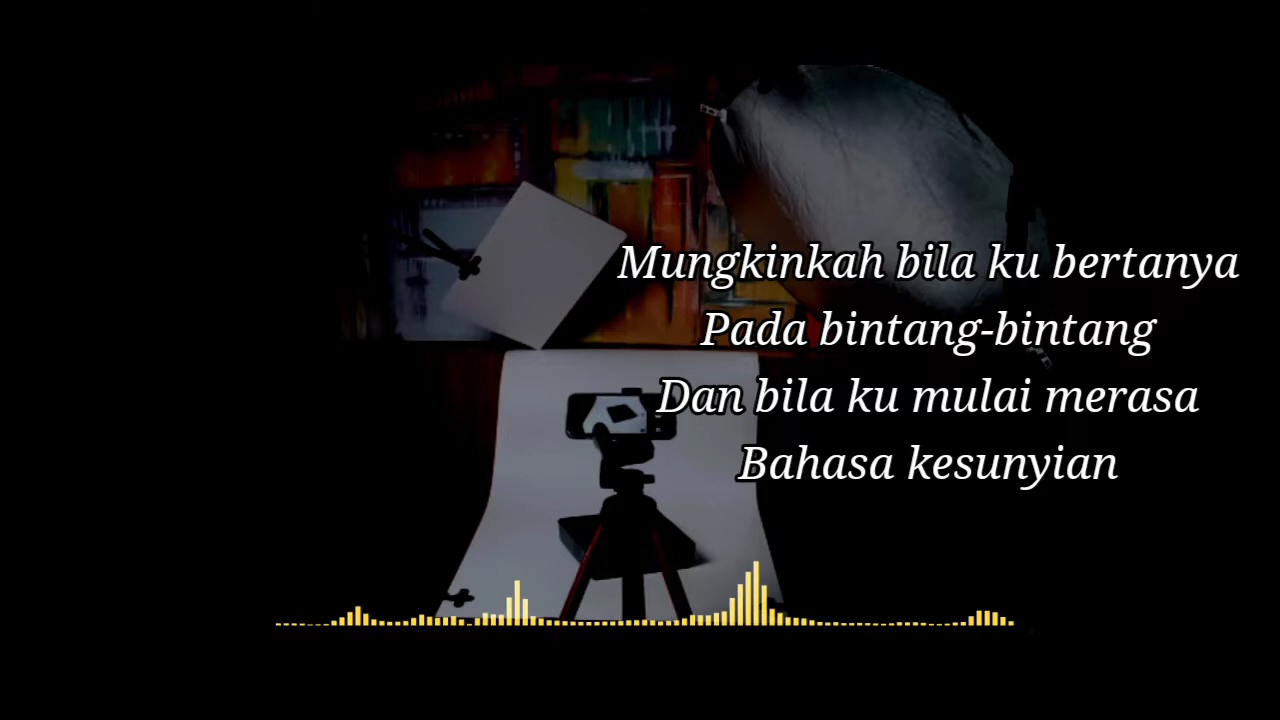 Mungkinkah bila ku bertanya
Pada bintang-bintang
Dan bila ku mulai merasa
Bahasa kesunyian